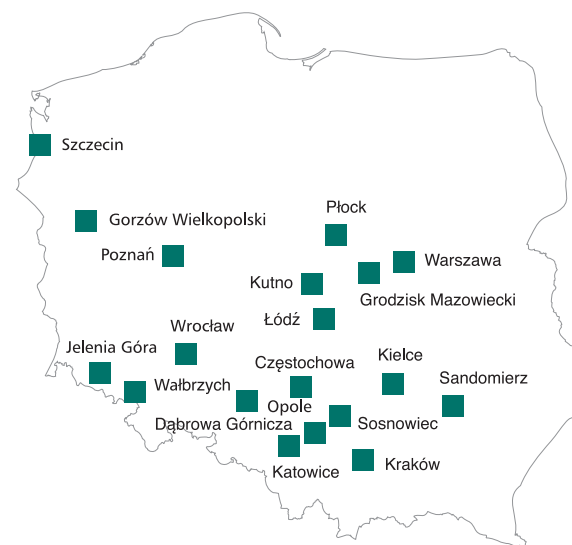 Szczecin
Płock
Gorzów Wielkopolski
Poznań
Warszawa
Kutno
Grodzisk Mazowiecki
Łódź
Wrocław
Jelenia Góra
Częstochowa
Kielce
Wałbrzych
Sandomierz
Opole
Dąbrowa Górnicza
Sosnowiec
Katowice
Kraków